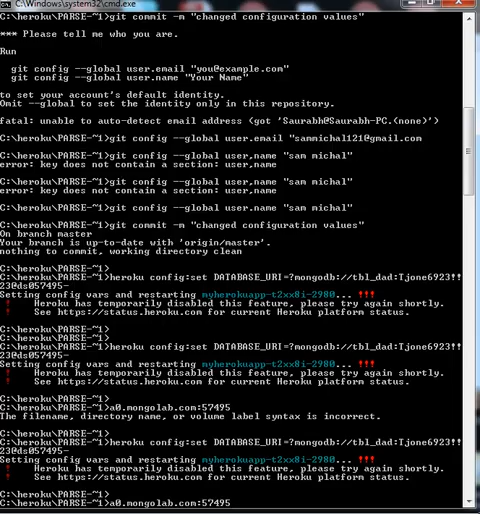 C:\Windows\system32\cmd.exe
C:\heroku\PARSE-~1>git commit -m "changed configuration values"
*** Please tell me who you are.
Run
git config --global user.email "you@example.com"
git config --global user.name "Your Name"
to set your account's default identity.
Omit --global to set the identity only in this repository.
fatal: unable to auto-detect email address (got 'Saurabh@Saurabh-PC.(none)')
C:\heroku\PARSE-~1>git config --global user.email "sammichal121@gmail.com
C:\heroku\PARSE-~1>git config --global user,name "sam michal"
error: key does not contain a section: user,name
C:\heroku\PARSE-~1>git config --global user,name "sam michal"
error: key does not contain a section: user,name
C:\heroku\PARSE-~1>git config --global user.name "sam michal"
C:\heroku\PARSE-~1>git commit -m "changed configuration values"
On branch master
Your branch is up-to-date with 'origin/master'.
nothing to commit, working directory clean
C:\heroku\PARSE-~1>
C:\heroku\PARSE-~1>heroku config:set DATABASE_URI=?mongodb://tbl_dad:Tjone6923!!
23@ds057495-
Setting config vars and restarting myherokuapp-t2xx8i-2980... !!!
! Heroku has temporarily disabled this feature, please try again shortly.
! See https://status.heroku.com for current Heroku platform status.
C:\heroku\PARSE-~1>
C:\heroku\PARSE-~1>
C:\heroku\PARSE-~1>heroku config:set DATABASE_URI=?mongodb://tbl_dad:Tjone6923!!
23@ds057495-
Setting config vars and restarting myherokuapp-t2xx8i-2980... !!!
! Heroku has temporarily disabled this feature, please try again shortly.
! See https://status.heroku.com for current Heroku platform status.
C:\heroku\PARSE-~1>a0.mongolab.com:57495
The filename, directory name, or volume label syntax is incorrect.
C:\heroku\PARSE-~1>heroku config:set DATABASE_URI=?mongodb://tbl_dad:Tjone6923!!
23@ds057495-
Setting config vars and restarting myherokuapp-t2xx8i-2980... !!!
! Heroku has temporarily disabled this feature, please try again shortly.
! See https://status.heroku.com for current Heroku platform status.
C:\heroku\PARSE-~1>
C:\heroku\PARSE-~1>a0.mongolab.com:57495